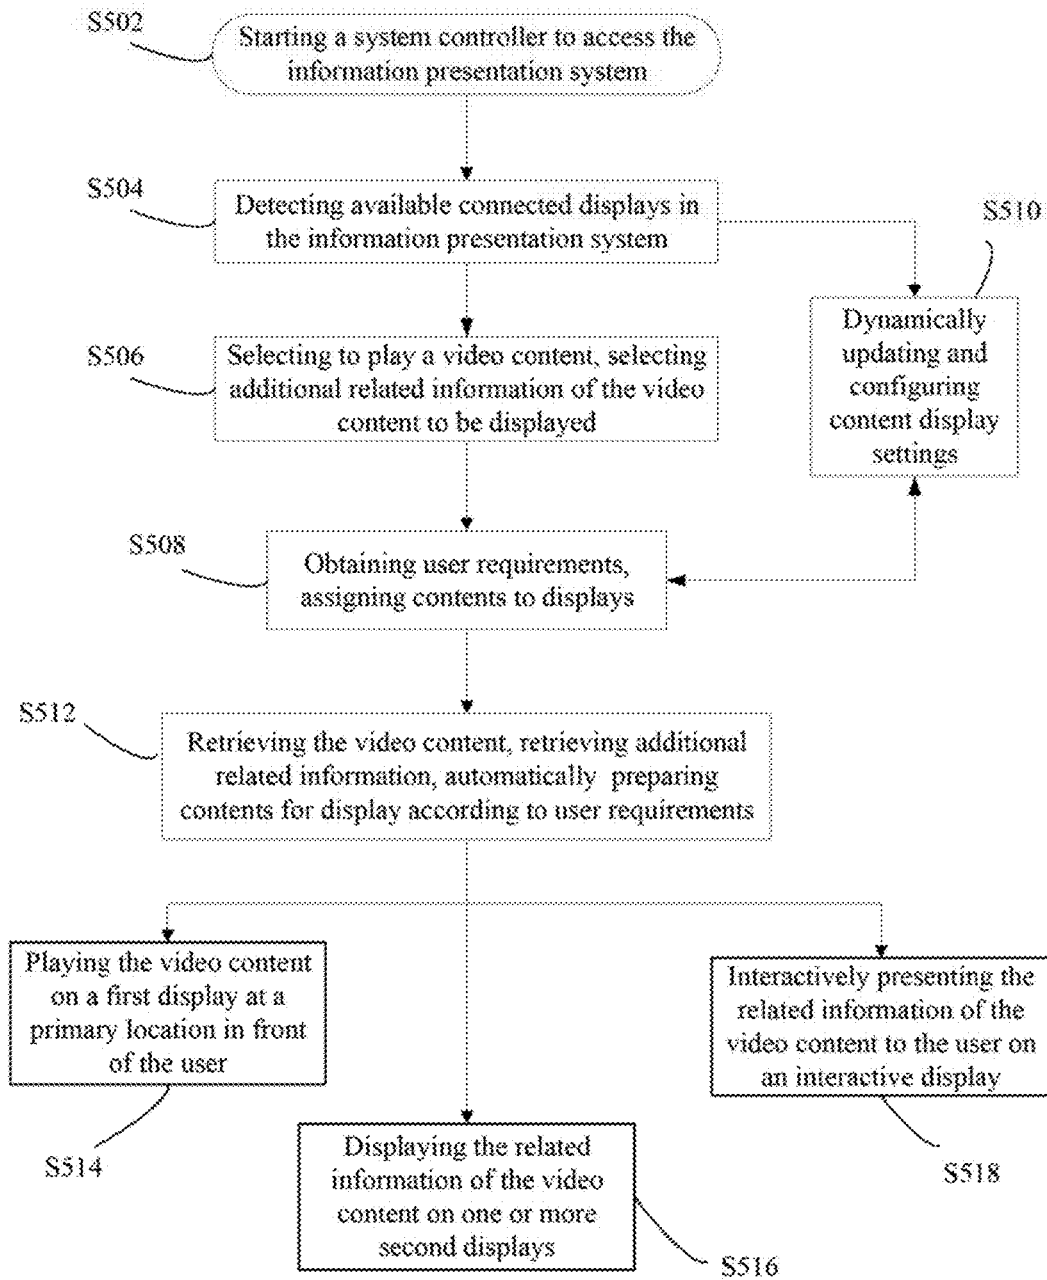 S502
Starting a system controller to access the
information presentation system
S504
Detecting available connected displays in
the information presentation system
S510
Dynamically
updating and
configuring
content display
settings
S506
Selecting to play a video content, selecting
additional related information of the video
content to be displayed
S508
Obtaining user requirements,
assigning contents to displays
S512
Retrieving the video content, retrieving additional
related information, automatically preparing
contents for display according to user requirements
Playing the video content
on a first display at a
primary location in front
of the user
S514
Displaying the related
information of the video
content on one or more
second displays
S516
Interactively presenting the
related information of the
video content to the user on
an interactive display
S518